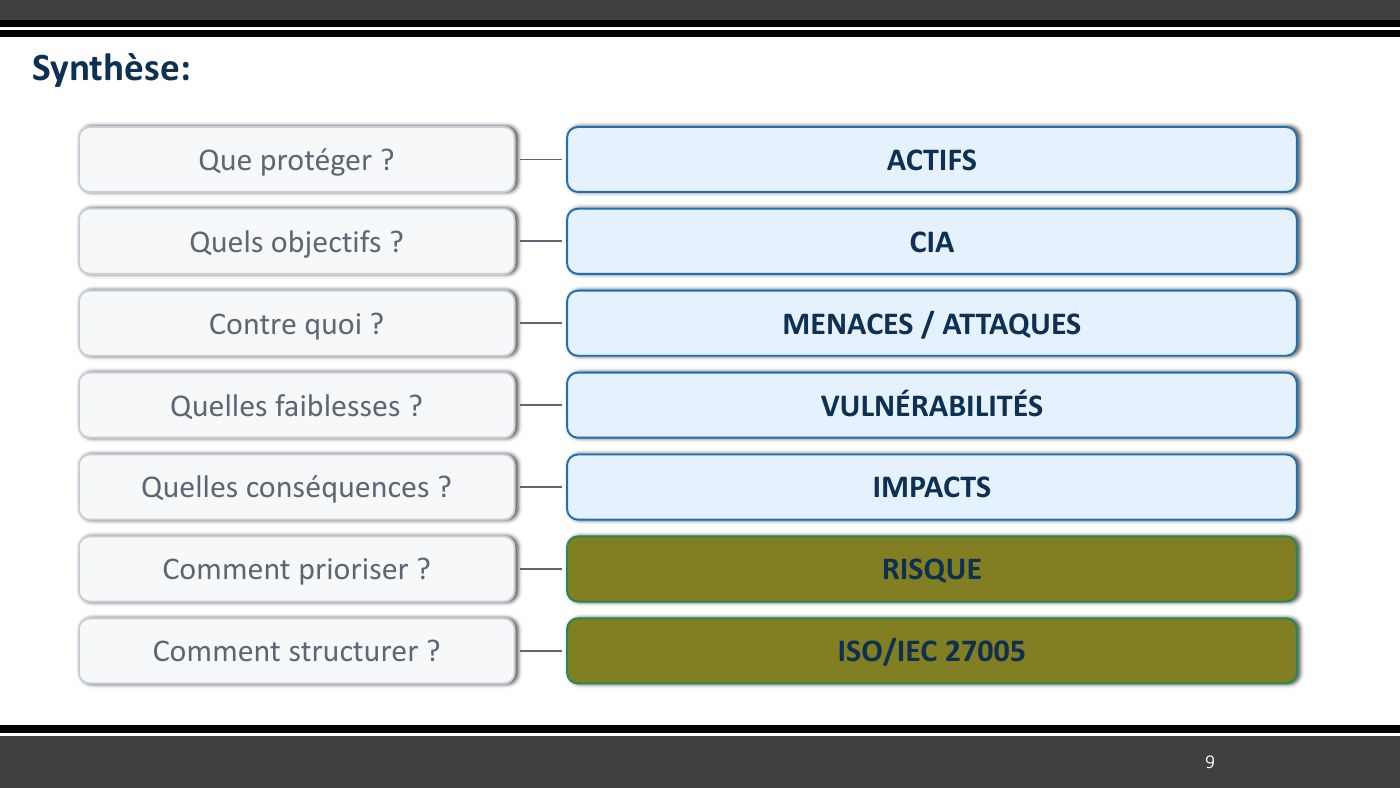 Synthèse:
Que protéger ?
ACTIFS
Quels objectifs ?
CIA
Contre quoi ?
MENACES / ATTAQUES
Quelles faiblesses ?
VULNÉRABILITÉS
Quelles conséquences ?
IMPACTS
Comment prioriser ?
RISQUE
Comment structurer ?
ISO/IEC 27005
9